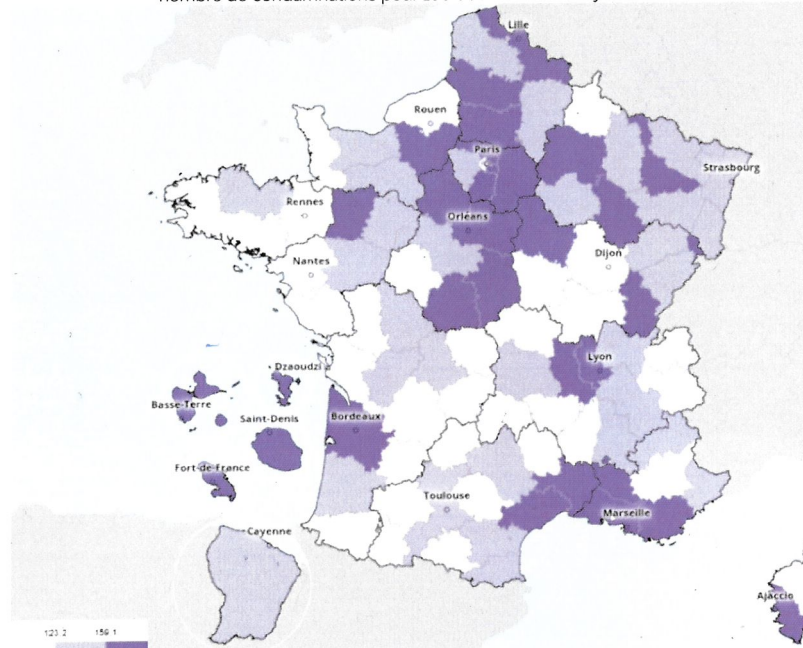 Lille
Rouen
Paris
Strasbourg
Rennes
Orléans
Nantes
Dijon
Lyon
Dzaoudzi
Basse-Terre
Saint-Denis
Bordeaux
Fort-de-France
Toulouse
Marseille
Cayenne
Ajaccio
123 2 159 1